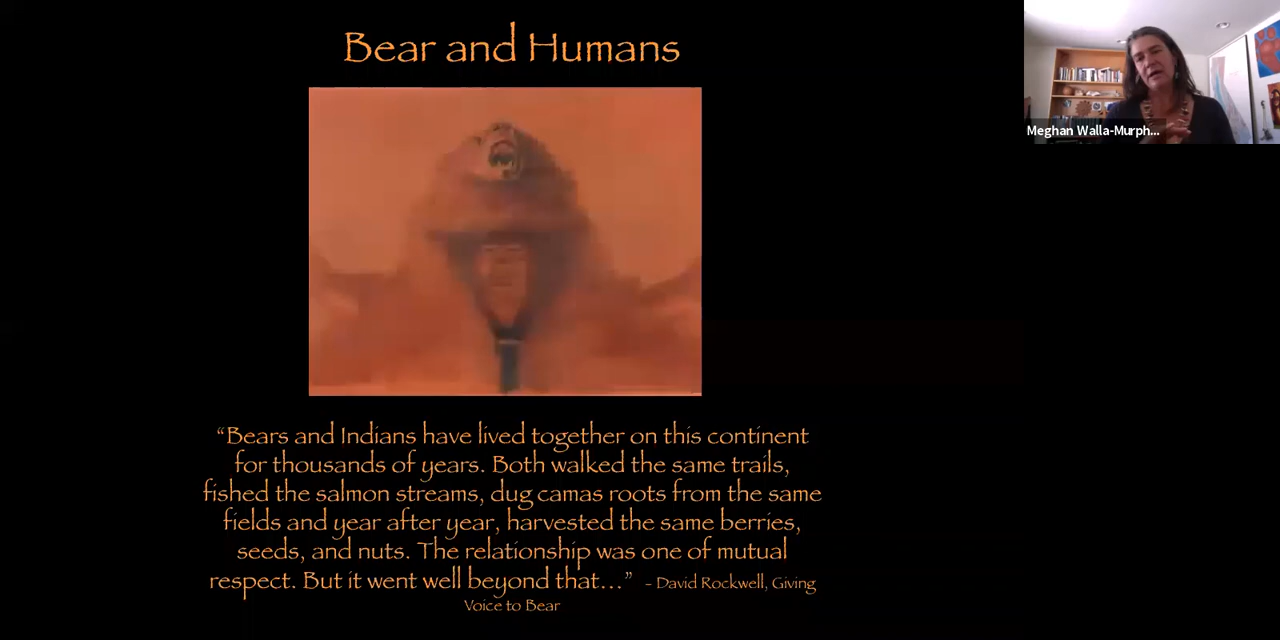 Bear and Humans
Meghan Walla-Murph...
“Bears and Indians have lived together on this continent
for thousands of years. Both walked the same trails,
fished the salmon streams, dug camas roots from the same
fields and year after year, harvested the same berries,
seeds, and nuts. The relationship was one of mutual
respect. But it went well beyond that...” - David Rockwell, Giving
Voice to Bear